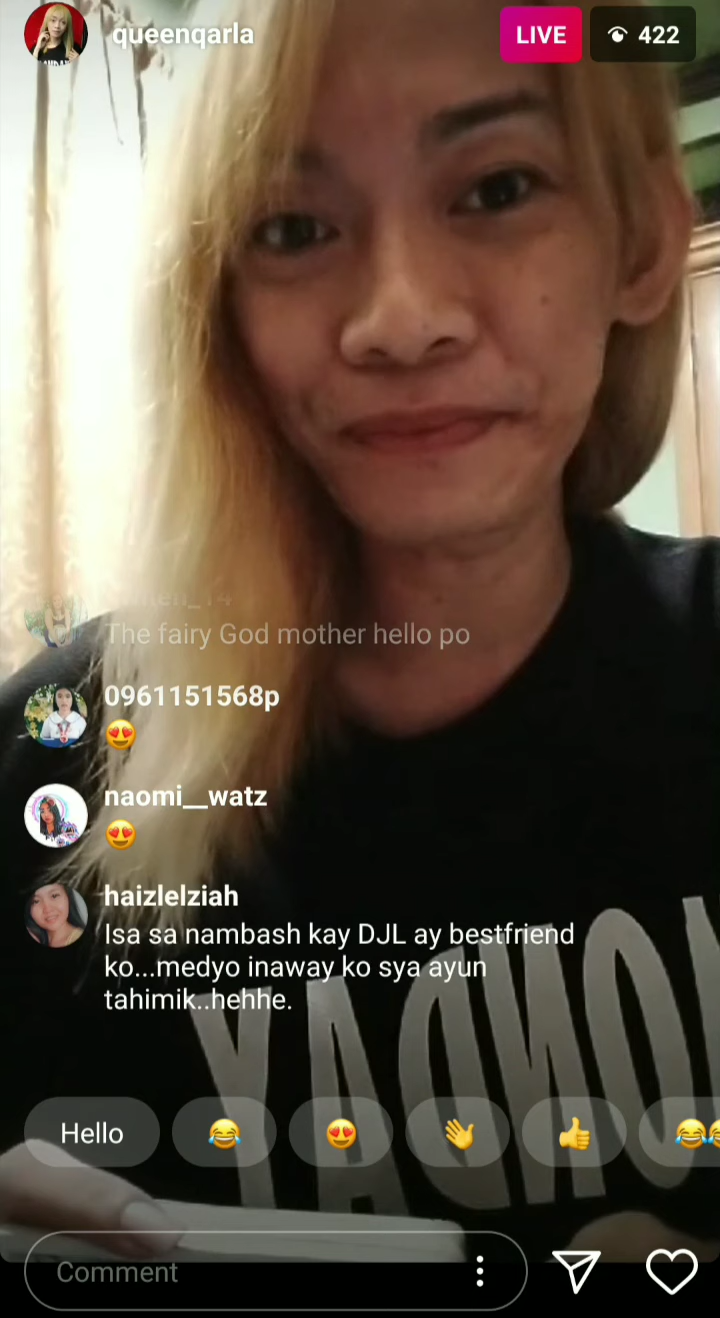 queenqarla
LIVE
422
The fairy God mother hello po
0961151568p
😍
naomi__watz
😍
haizlelziah
Isa sa nambash kay DJL ay bestfriend
ko...medyo inaway ko sya ayun
tahimik..hehhe.
Hello
Comment